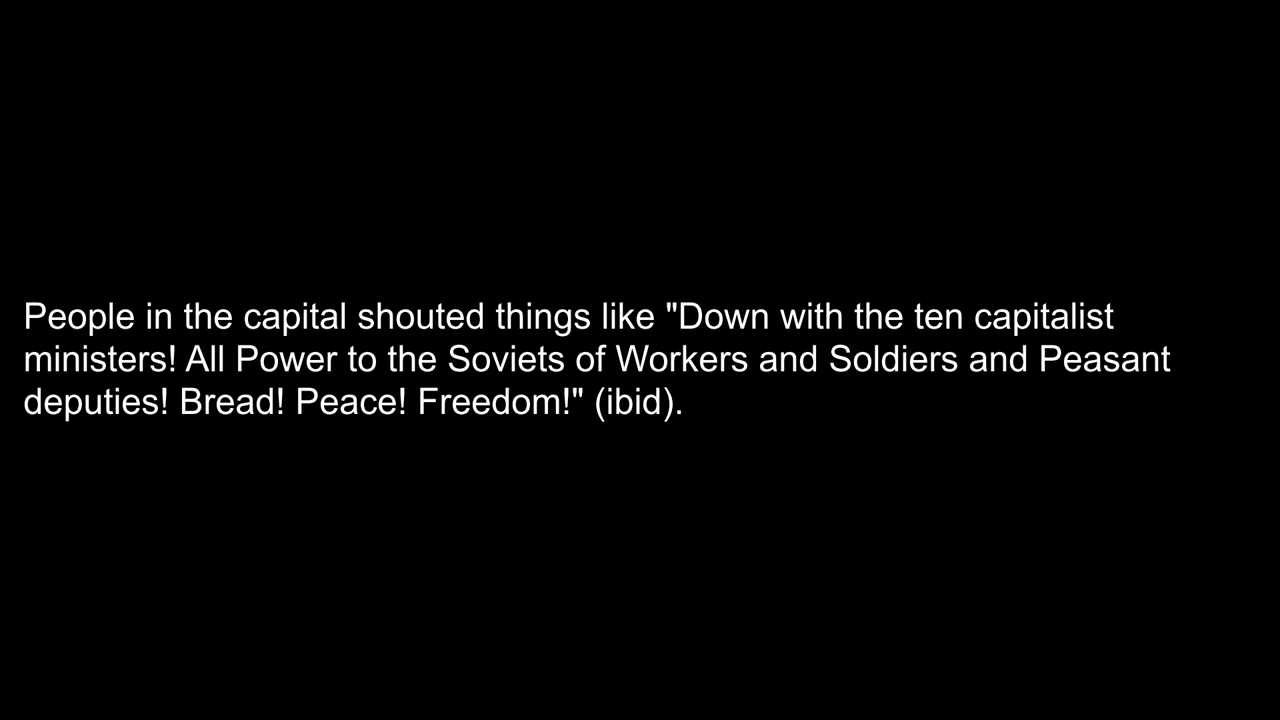 People in the capital shouted things like "Down with the ten capitalist
ministers! All Power to the Soviets of Workers and Soldiers and Peasant
deputies! Bread! Peace! Freedom!" (ibid).